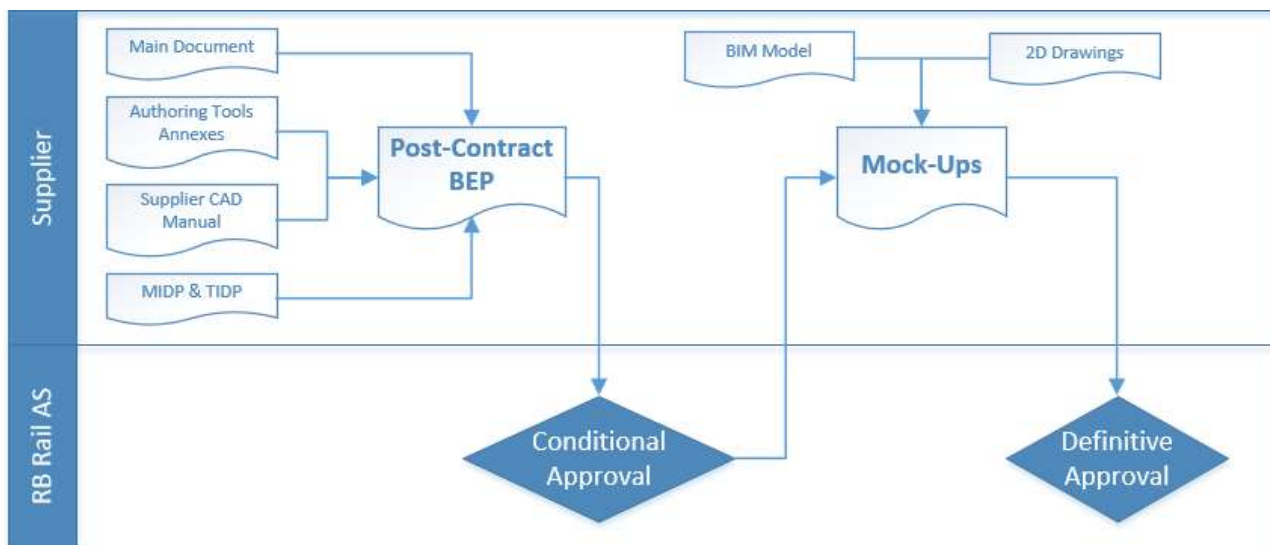 Supplier
Main Document
Authoring Tools
Annexes
Supplier CAD
Manual
MIDP & TIDP
Post-Contract
BEP
BIM Model
2D Drawings
Mock-Ups
RB Rail AS
Conditional
Approval
Definitive
Approval